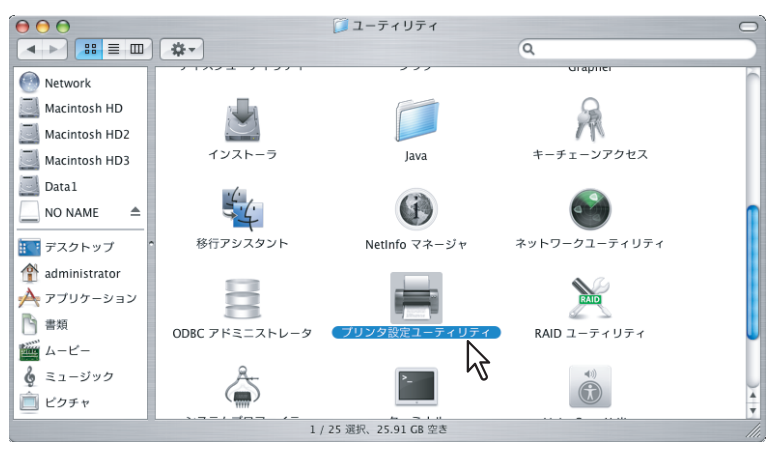 ユーティリティ
Network
Macintosh HD
Macintosh HD2
Macintosh HD3
Data1
NO NAME
デスクトップ
administrator
アプリケーション
書類
ムービー
ミュージック
ピクチャ
Grapher
インストーラ
Java
キーチェーンアクセス
移行アシスタント
NetInfo マネージャ
ネットワークユーティリティ
ODBC アドミニストレータ
プリンタ設定ユーティリティ
RAID
RAID ユーティリティ
1 / 25 選択、25.91 GB 空き